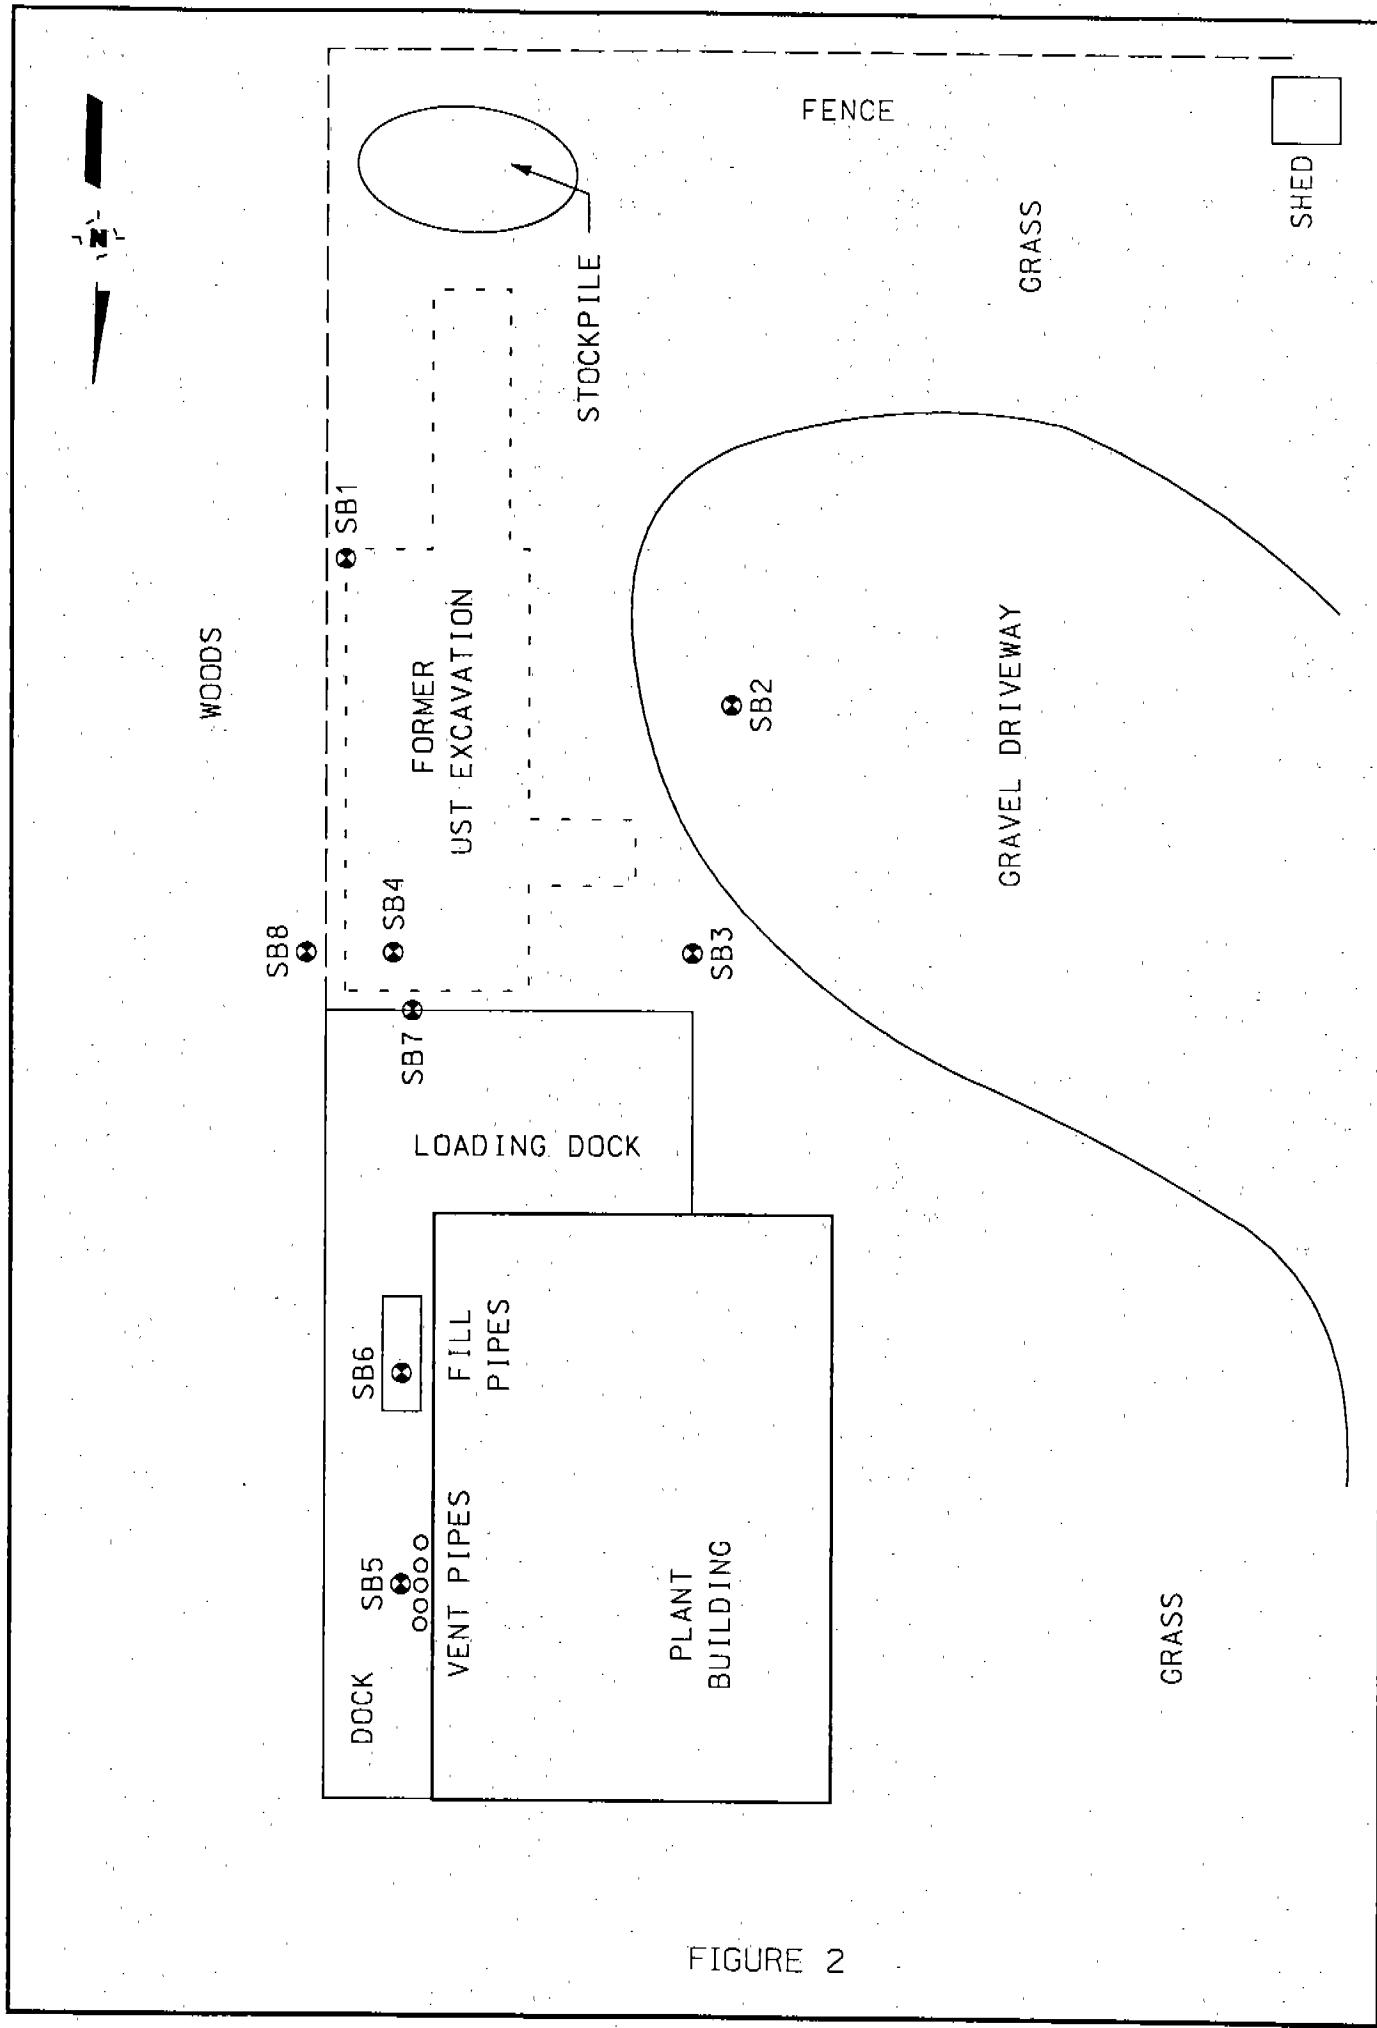 FENCE
SHED
GRASS
STOCKPILE
SB1
WOODS
FORMER
UST EXCAVATION
SB2
GRAVEL DRIVEWAY
SB8
SB4
SB3
SB7
LOADING DOCK
SB6
FILL
PIPES
SB5
VENT PIPES
DOCK
PLANT
BUILDING
GRASS
N
FIGURE 2